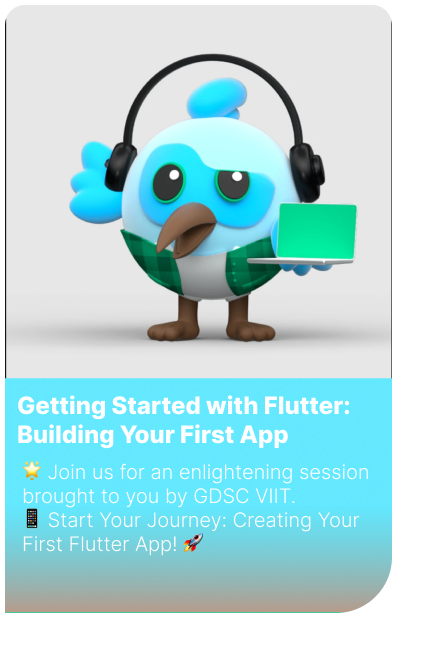 Getting Started with Flutter:
Building Your First App
🌟 Join us for an enlightening session
brought to you by GDSC VIIT.
📱 Start Your Journey: Creating Your
First Flutter App! 🚀